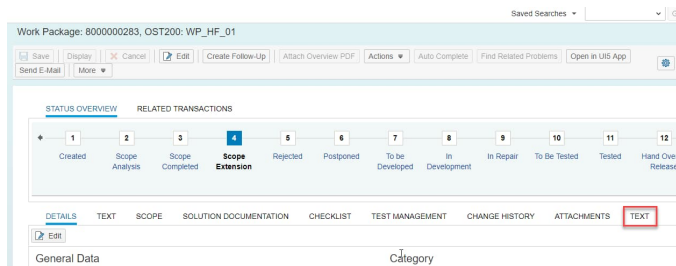 Saved Searches
Work Package: 8000000283, OST200: WP_HF_01
Save Display Cancel Edit Create Follow-Up Attach Overview PDF Actions Auto Complete Find Related Problems Open in UI5 App
Send E-Mail More
STATUS OVERVIEW RELATED TRANSACTIONS
1 2 3 4 5 6 7 8 9 10 11 12
Created Scope Scope Scope Rejected Postponed To be In In Repair To Be Tested Tested Hand Over
Analysis Completed Extension Developed Development Release
DETAILS TEXT SCOPE SOLUTION DOCUMENTATION CHECKLIST TEST MANAGEMENT CHANGE HISTORY ATTACHMENTS TEXT
Edit
General Data Category